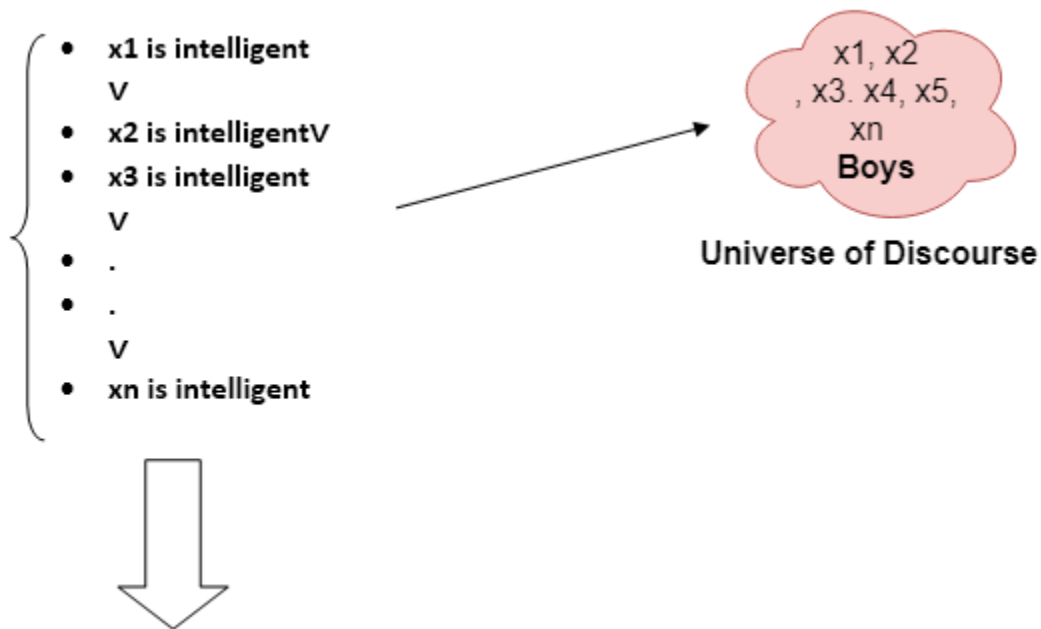 • x1 is intelligent
V
• x2 is intelligentV
• x3 is intelligent
V
• .
• .
V
• xn is intelligent
x1, x2
, x3. x4, x5,
xn
Boys
Universe of Discourse